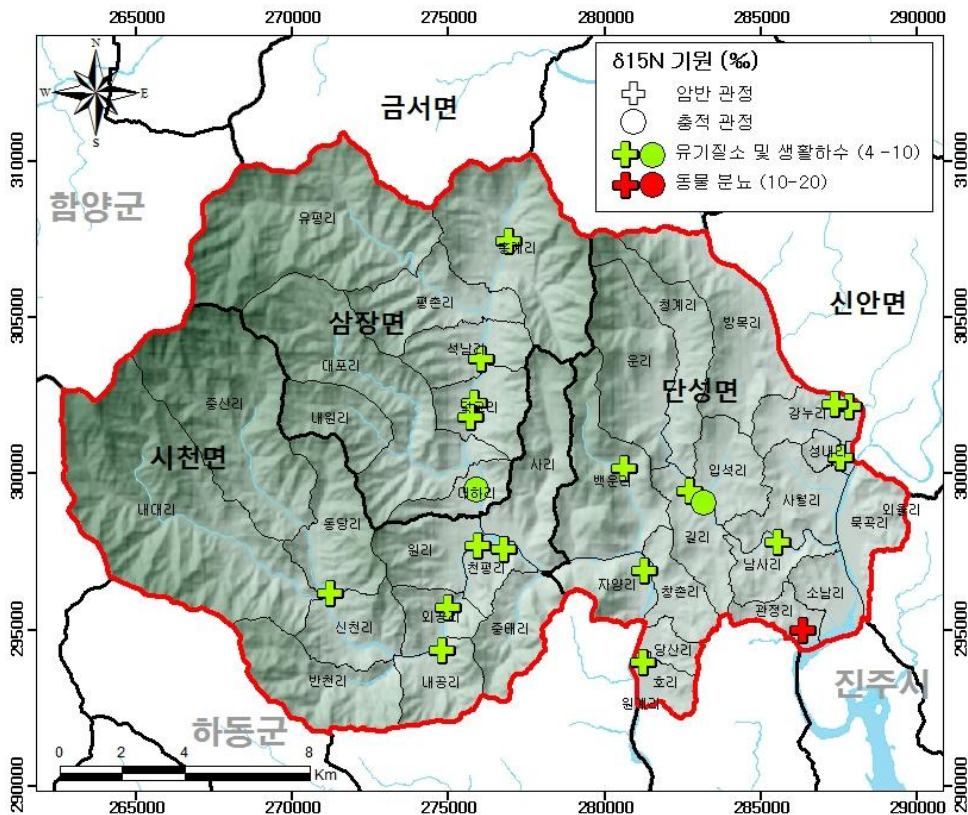 265000 270000 275000 280000 285000 290000
δ15N 기원 (‰)
암반 관정
충적 관정
유기질소 및 생활하수 (4 -10)
동물 분뇨 (10-20)
N
W E
S
금서면
함양군
310000 310000
유평리
305000 305000
신안면
평촌리
청계리
방목리
삼장면
석남리
대포리
운리
단성면
중산리
내원리
덕교리
강누리
시천면
성내리
300000 300000
사리
백운리
입석리
대하리
사월리
내대리
동당리
묵곡리
외율리
원리
길리
천평리
남사리
자양리
창촌리
소남리
외공리
관정리
295000 295000
신천리
중태리
당산리
반천리
내공리
호리
원계리
진주시
하동군
0 2 4 8
Km
290000 290000
265000 270000 275000 280000 285000 290000